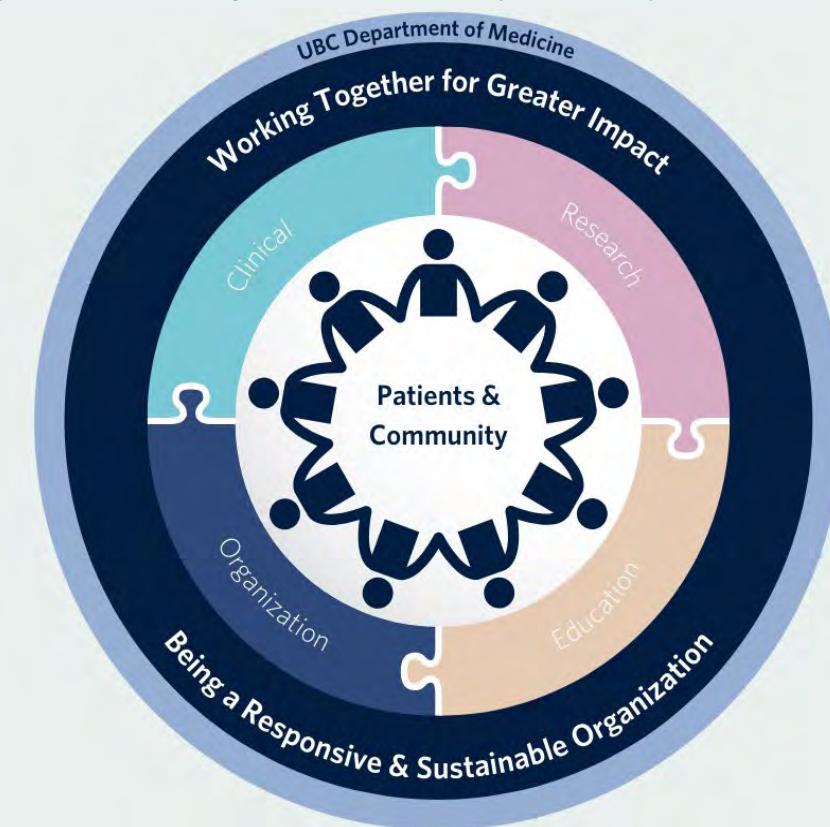 UBC Department of Medicine
Working Together for Greater Impact
Clinical
Research
Patients &
Community
Organization
Education
Being a Responsive & Sustainable Organization